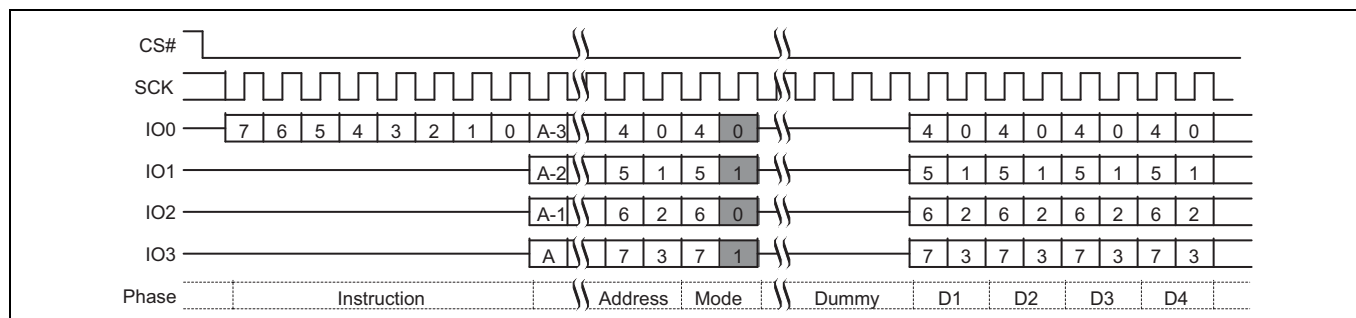 CS#
SCK
IO0 7 6 5 4 3 2 1 0 A-3 4 0 4 0 4 0 4 0 4 0 4 0
IO1 A-2 5 1 5 1 5 1 5 1 5 1 5 1
IO2 A-1 6 2 6 0 6 2 6 2 6 2 6 2
IO3 A 7 3 7 1 7 3 7 3 7 3 7 3
Phase Instruction Address Mode Dummy D1 D2 D3 D4